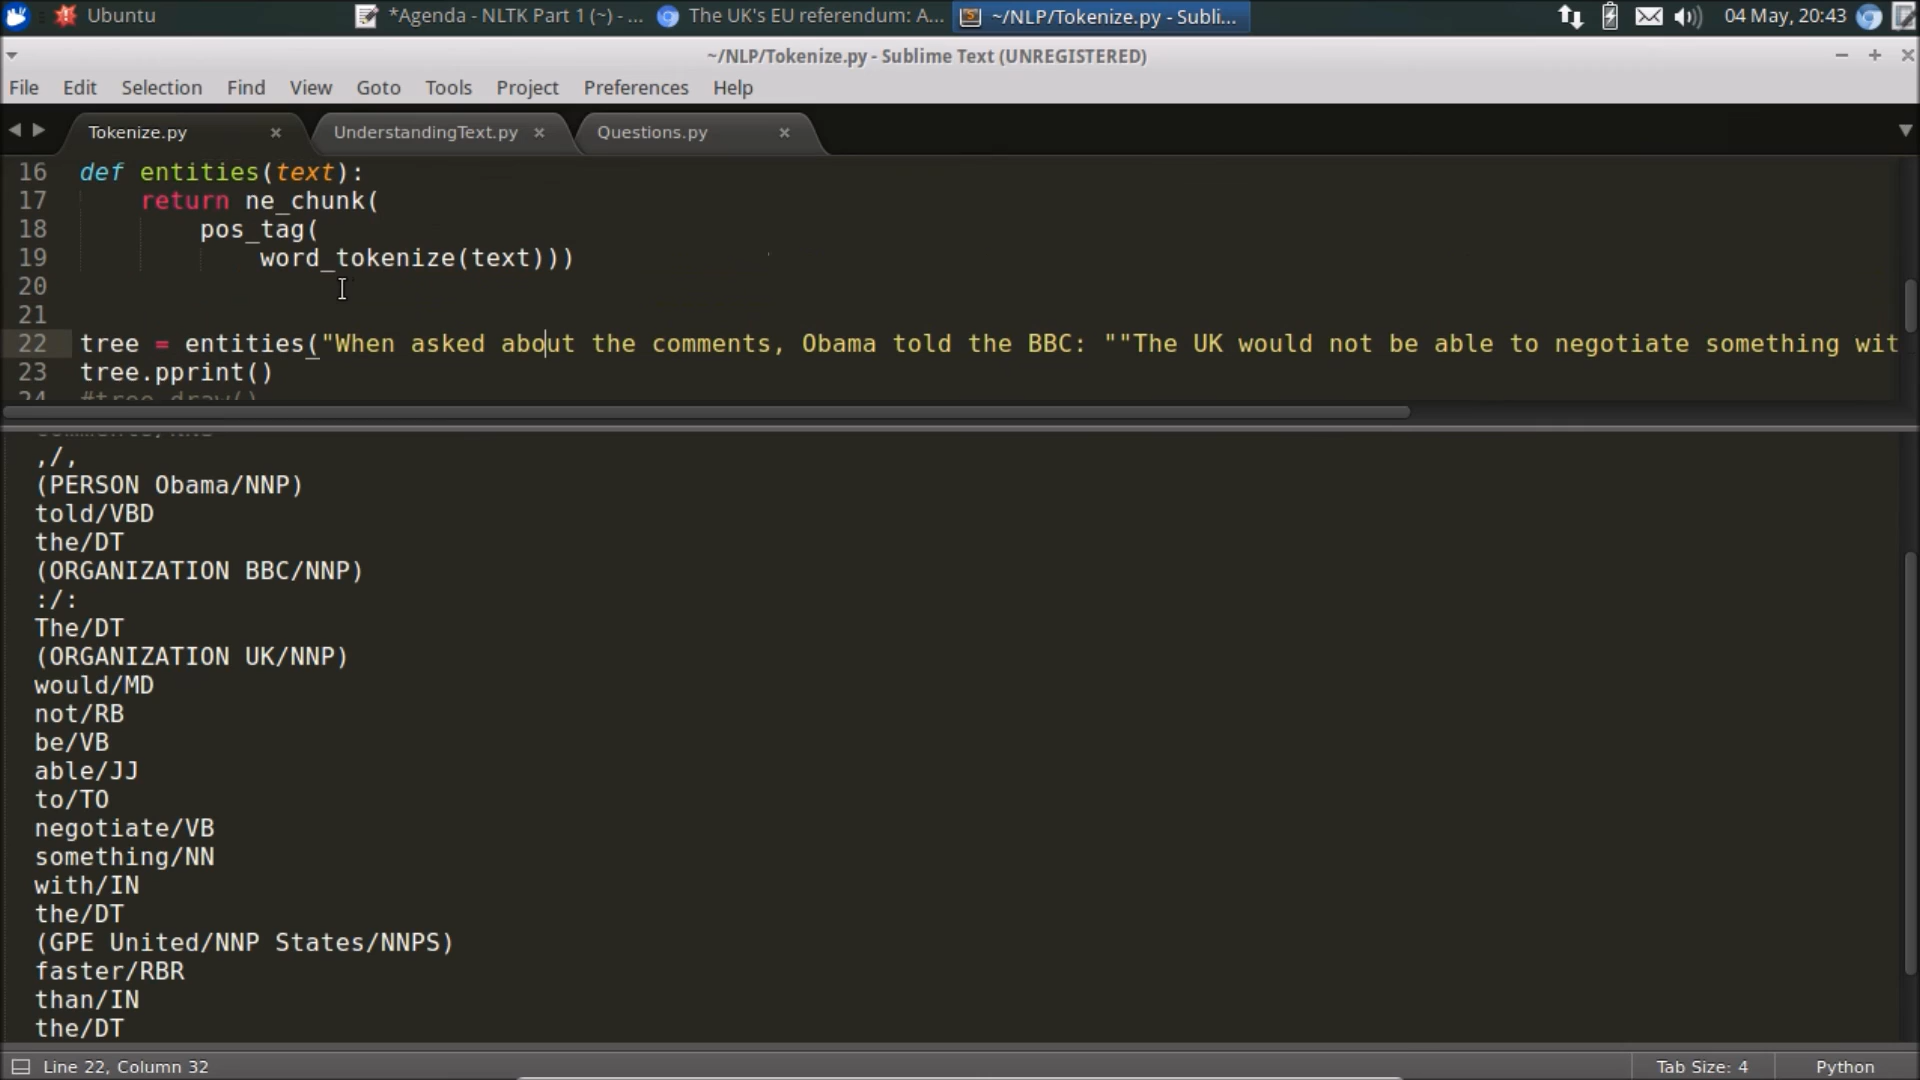 Ubuntu *Agenda - NLTK Part 1 (~) - ... The UK's EU referendum: A... ~/NLP/Tokenize.py - Subli... 04 May, 20:43
~/NLP/Tokenize.py - Sublime Text (UNREGISTERED)
File Edit Selection Find View Goto Tools Project Preferences Help
Tokenize.py UnderstandingText.py Questions.py
16 def entities(text):
17 return ne_chunk(
18 pos_tag(
19 word_tokenize(text)))
20
21
22 tree = entities("When asked about the comments, Obama told the BBC: ""The UK would not be able to negotiate something wit
23 tree.pprint()
24 #tree.draw()
,/,
(PERSON Obama/NNP)
told/VBD
the/DT
(ORGANIZATION BBC/NNP)
:/:
The/DT
(ORGANIZATION UK/NNP)
would/MD
not/RB
be/VB
able/JJ
to/TO
negotiate/VB
something/NN
with/IN
the/DT
(GPE United/NNP States/NNPS)
faster/RBR
than/IN
the/DT
Line 22, Column 32 Tab Size: 4 Python